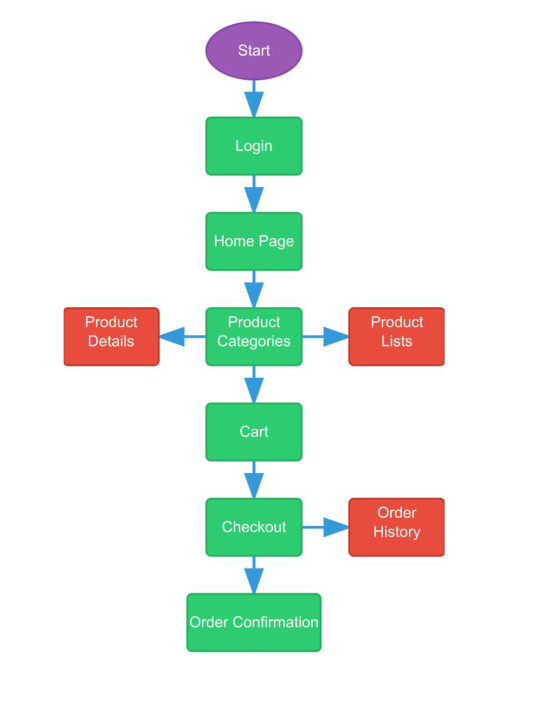 Start
Login
Home Page
Product
Details
Product
Categories
Product
Lists
Cart
Checkout
Order
History
Order Confirmation